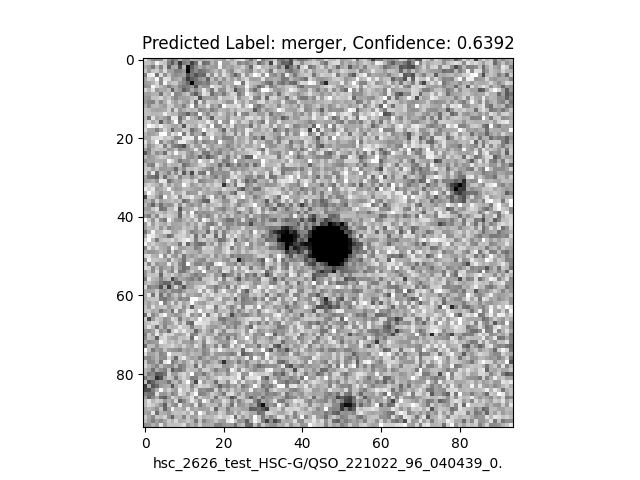 Predicted Label: merger, Confidence: 0.6392
0
20
40
60
80
0 20 40 60 80
hsc_2626_test_HSC-G/QSO_221022_96_040439_0.